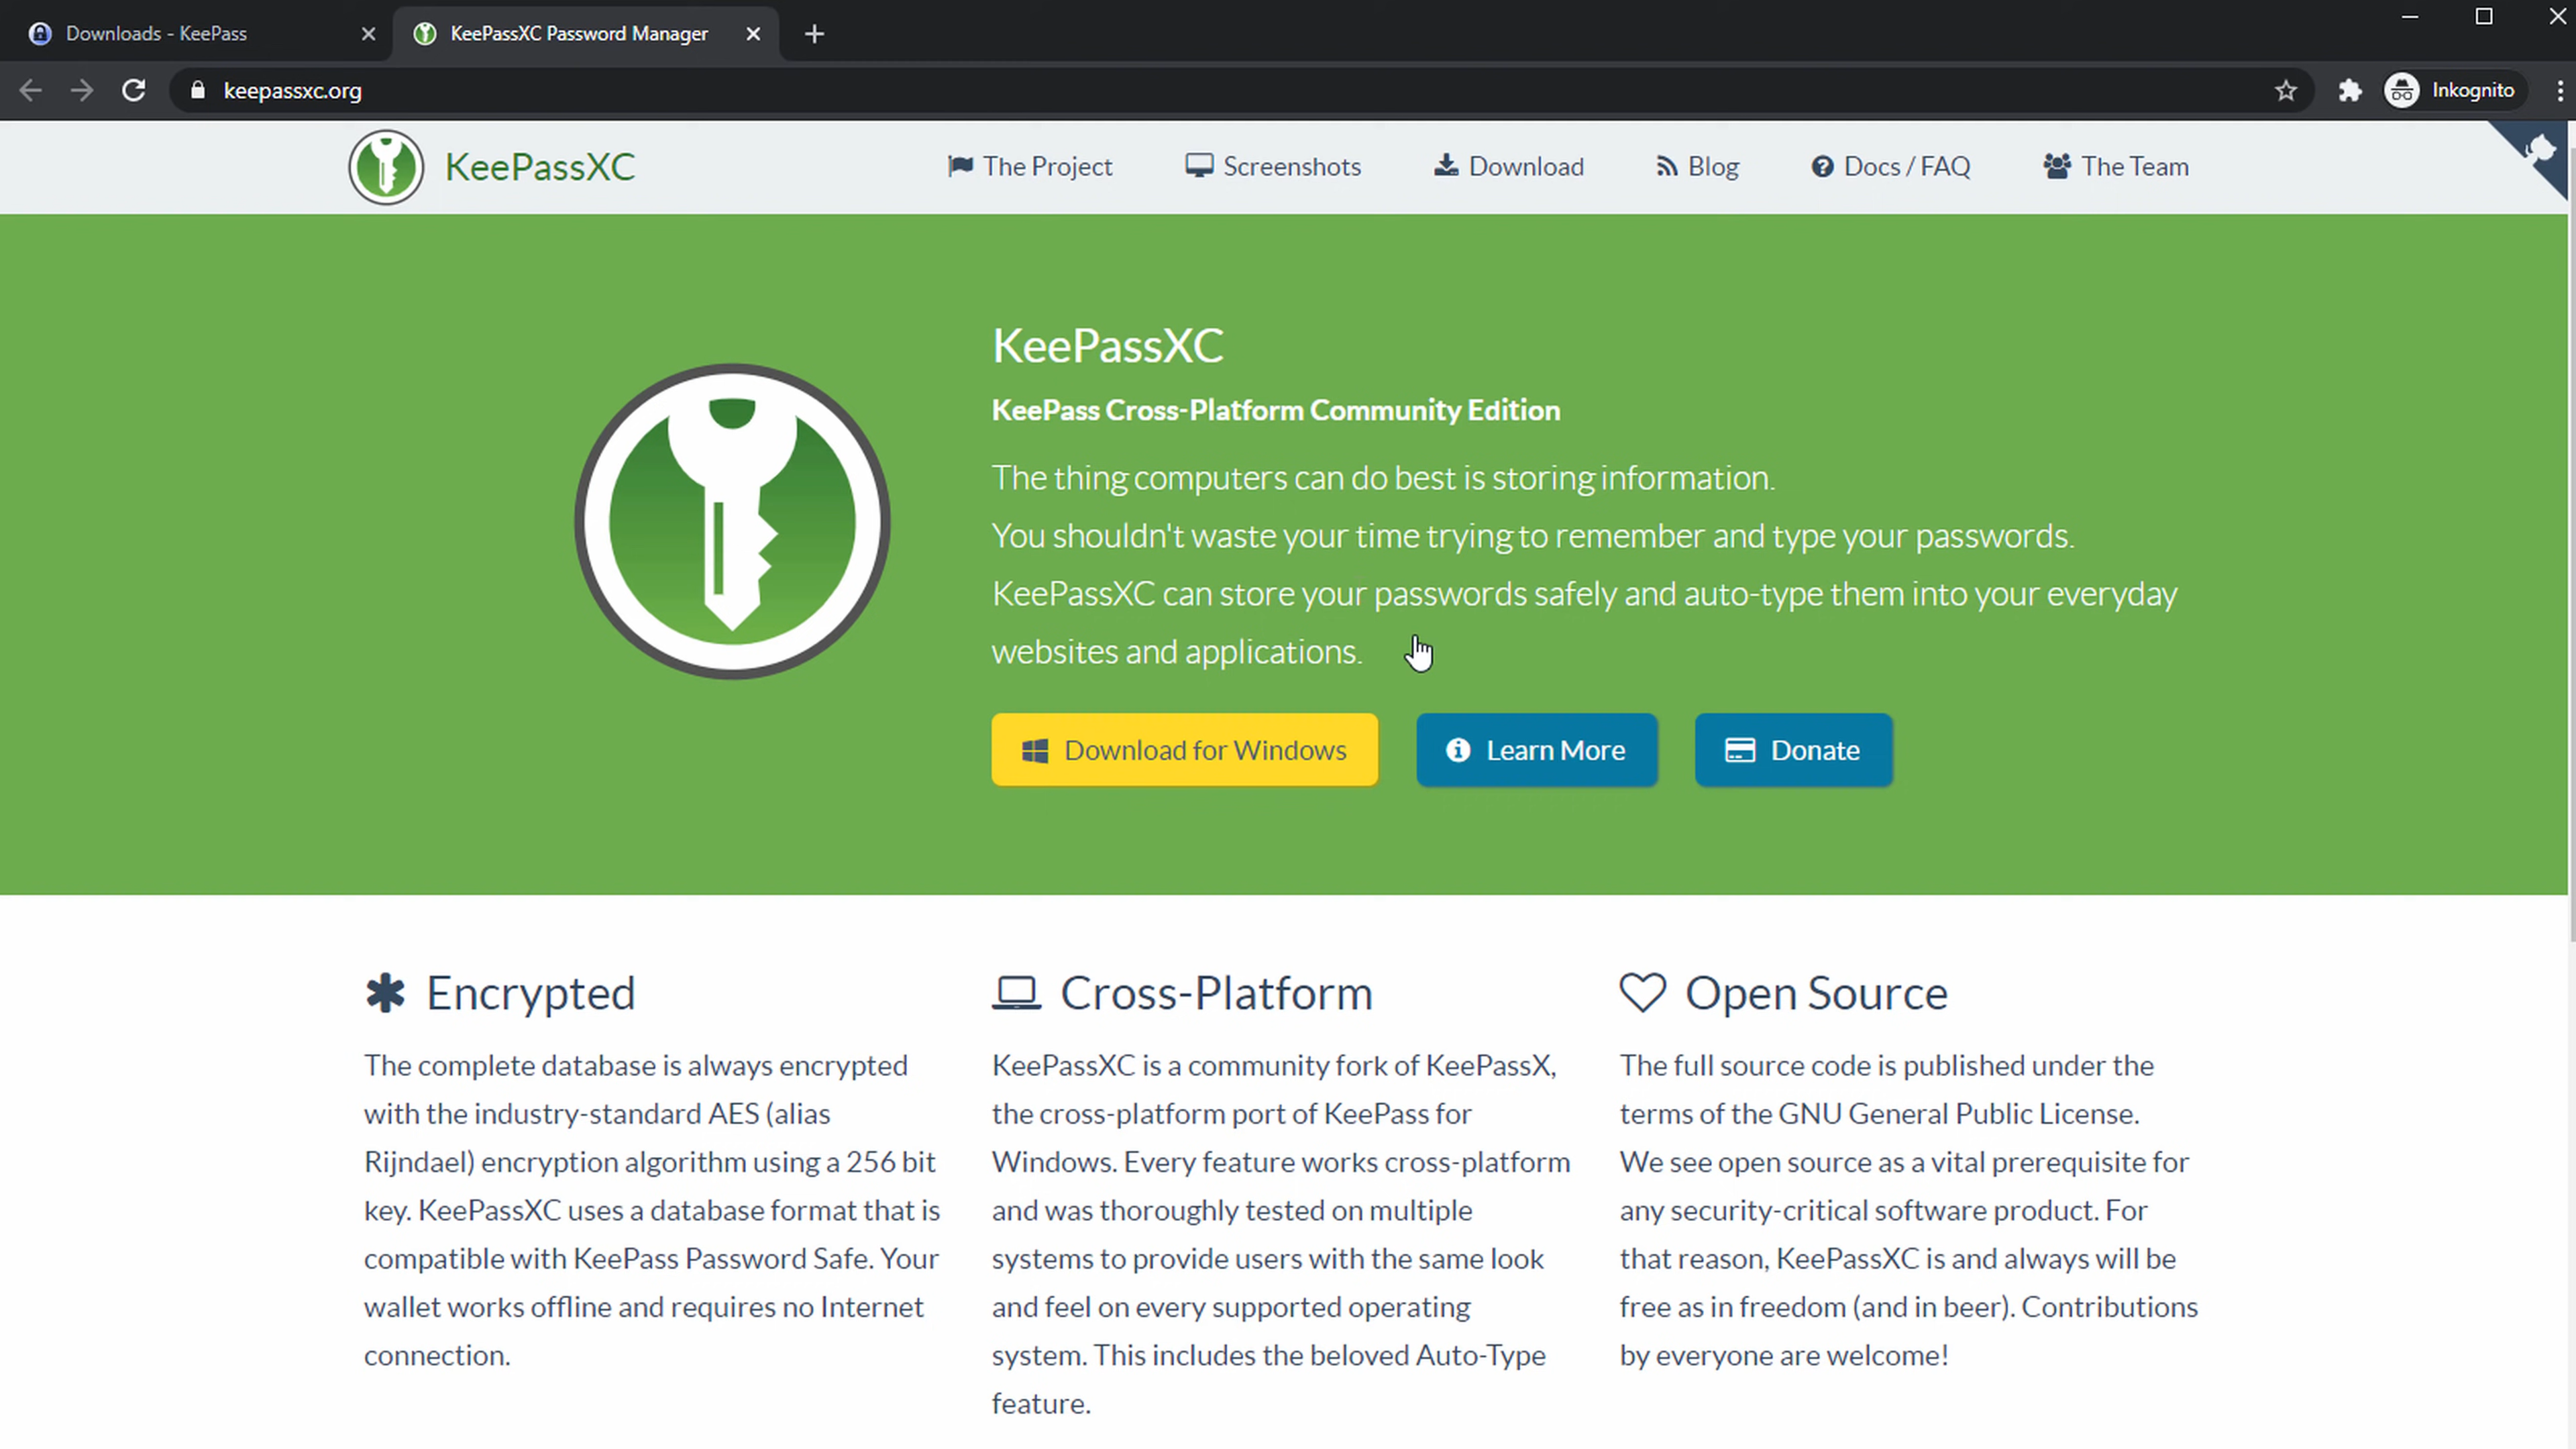 Downloads - KeePass
KeePassXC Password Manager
keepassxc.org
Inkognito
KeePassXC
The Project
Screenshots
Download
Blog
Docs / FAQ
The Team
KeePassXC
KeePass Cross-Platform Community Edition
The thing computers can do best is storing information.
You shouldn't waste your time trying to remember and type your passwords.
KeePassXC can store your passwords safely and auto-type them into your everyday
websites and applications.
Download for Windows
Learn More
Donate
Encrypted
The complete database is always encrypted
with the industry-standard AES (alias
Rijndael) encryption algorithm using a 256 bit
key. KeePassXC uses a database format that is
compatible with KeePass Password Safe. Your
wallet works offline and requires no Internet
connection.
Cross-Platform
KeePassXC is a community fork of KeePassX,
the cross-platform port of KeePass for
Windows. Every feature works cross-platform
and was thoroughly tested on multiple
systems to provide users with the same look
and feel on every supported operating
system. This includes the beloved Auto-Type
feature.
Open Source
The full source code is published under the
terms of the GNU General Public License.
We see open source as a vital prerequisite for
any security-critical software product. For
that reason, KeePassXC is and always will be
free as in freedom (and in beer). Contributions
by everyone are welcome!